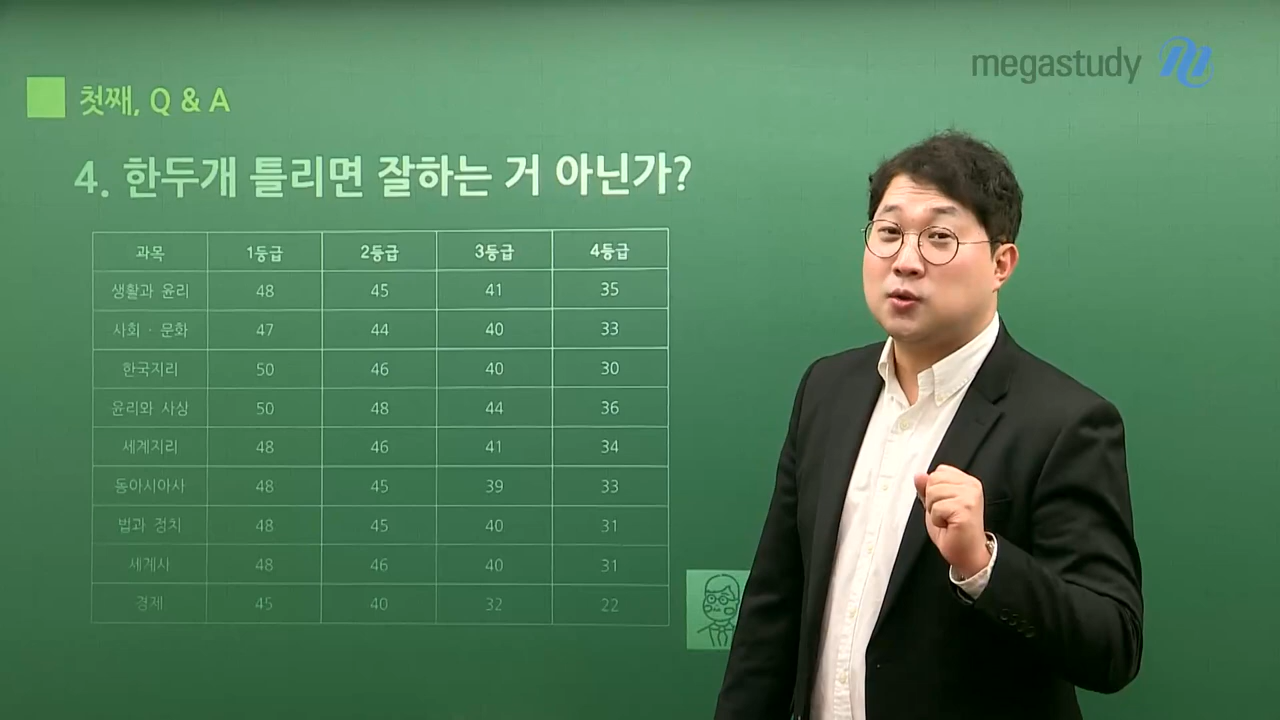 megastudy
첫째, Q & A
4. 한두개 틀리면 잘하는 거 아닌가?
과목 1등급 2등급 3등급 4등급
생활과 윤리 48 45 41 35
사회 · 문화 47 44 40 33
한국지리 50 46 40 30
윤리와 사상 50 48 44 36
세계지리 48 46 41 34
동아시아사 48 45 39 33
법과 정치 48 45 40 31
세계사 48 46 40 31
경제 45 40 32 22